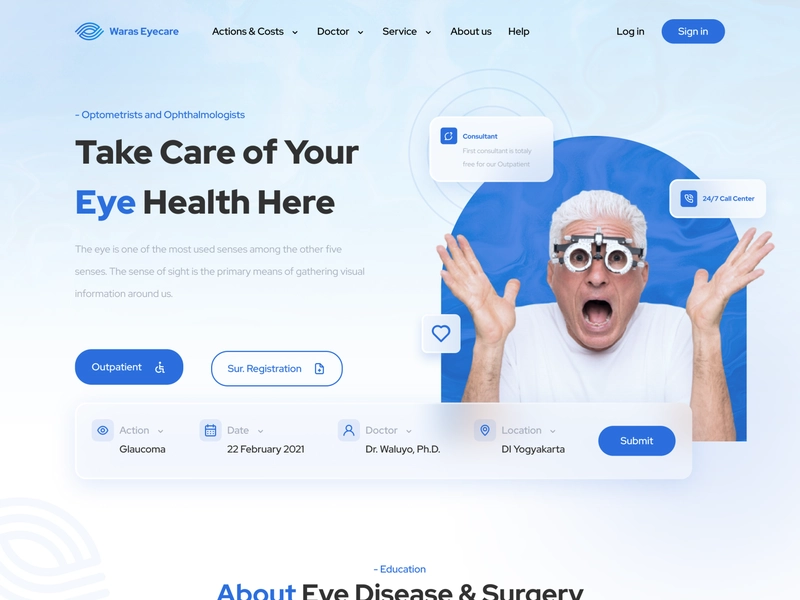 Waras Eyecare
Actions & Costs
Doctor
Service
About us
Help
Log in
Sign in
- Optometrists and Ophthalmologists
Take Care of Your
Eye Health Here
The eye is one of the most used senses among the other five
senses. The sense of sight is the primary means of gathering visual
information around us.
Consultant
First consultant is totaly
free for our Outpatient
24/7 Call Center
Outpatient
Sur. Registration
Action
Glaucoma
Date
22 February 2021
Doctor
Dr. Waluyo, Ph.D.
Location
DI Yogyakarta
Submit
- Education
About Eye Disease & Surgery